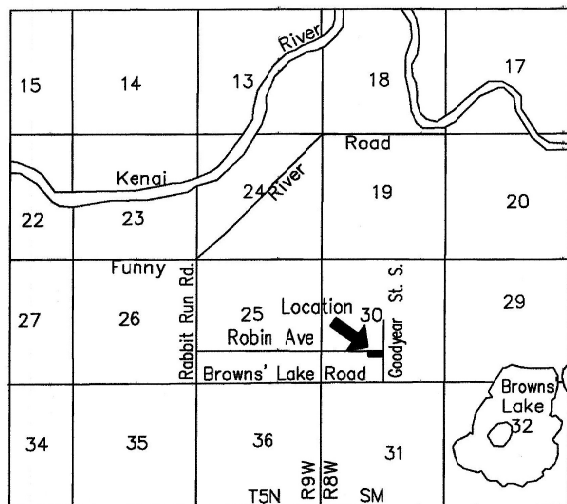 River
15 14 13 18 17
Road
Kenai
24 River 19 20
22 23
Funny
Rabbit Run Rd.
Goodyear St. S.
27 26 25 Location 30 29
Robin Ave
Browns' Lake Road
Browns
Lake
32
34 35 36 31
T5N R9W R8W SM